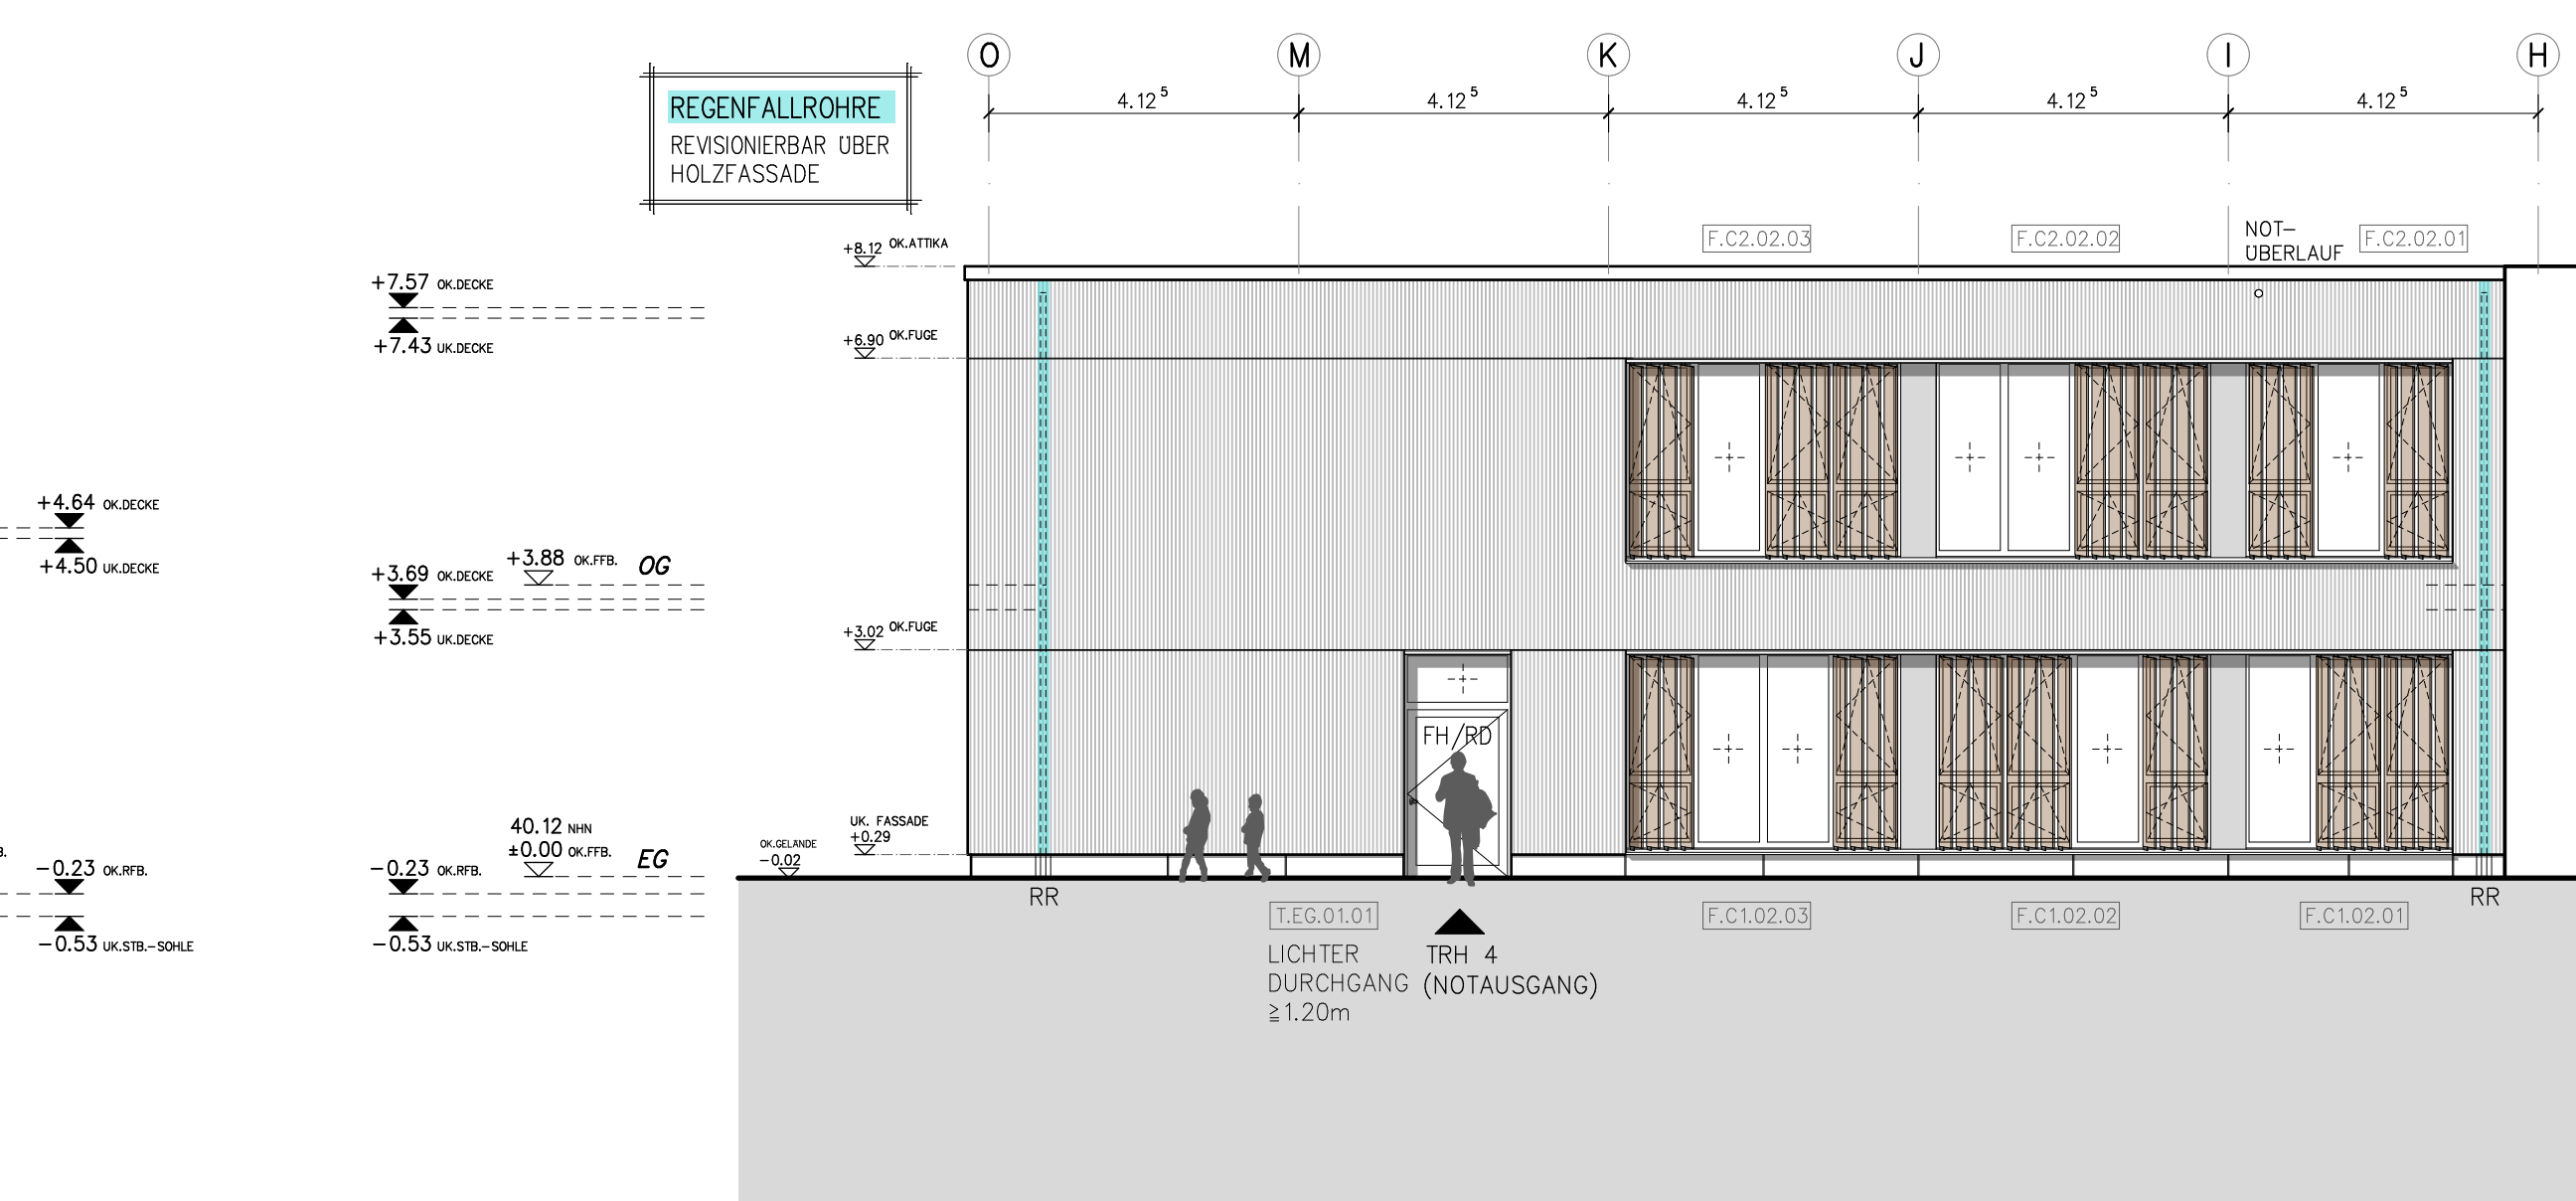 O M K J I H
4.12⁵ 4.12⁵ 4.12⁵ 4.12⁵ 4.12⁵
REGENFALLROHRE
REVISIONIERBAR ÜBER
HOLZFASSADE
F.C2.02.03 F.C2.02.02 NOT-
ÜBERLAUF F.C2.02.01
+8.12 OK.ATTIKA
+7.57 OK.DECKE
+7.43 UK.DECKE
+6.90 OK.FUGE
+4.64 OK.DECKE
+4.50 UK.DECKE
+3.88 OK.FFB. OG
+3.69 OK.DECKE
+3.55 UK.DECKE
+3.02 OK.FUGE
FH/RD
UK. FASSADE
+0.29
40.12 NHN
±0.00 OK.FFB. EG
OK.GELÄNDE
-0.02
-0.23 OK.RFB. -0.23 OK.RFB.
-0.53 UK.STB.-SOHLE -0.53 UK.STB.-SOHLE
RR RR
T.EG.01.01 F.C1.02.03 F.C1.02.02 F.C1.02.01
LICHTER
DURCHGANG
≧1.20m
TRH 4
(NOTAUSGANG)